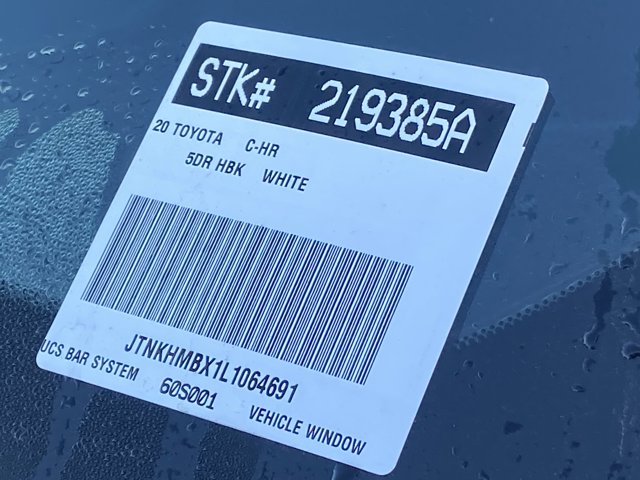 STK# 219385A
20 TOYOTA C-HR
5DR HBK WHITE
JTNKHMBX1L1064691
UCS BAR SYSTEM 60S001 VEHICLE WINDOW